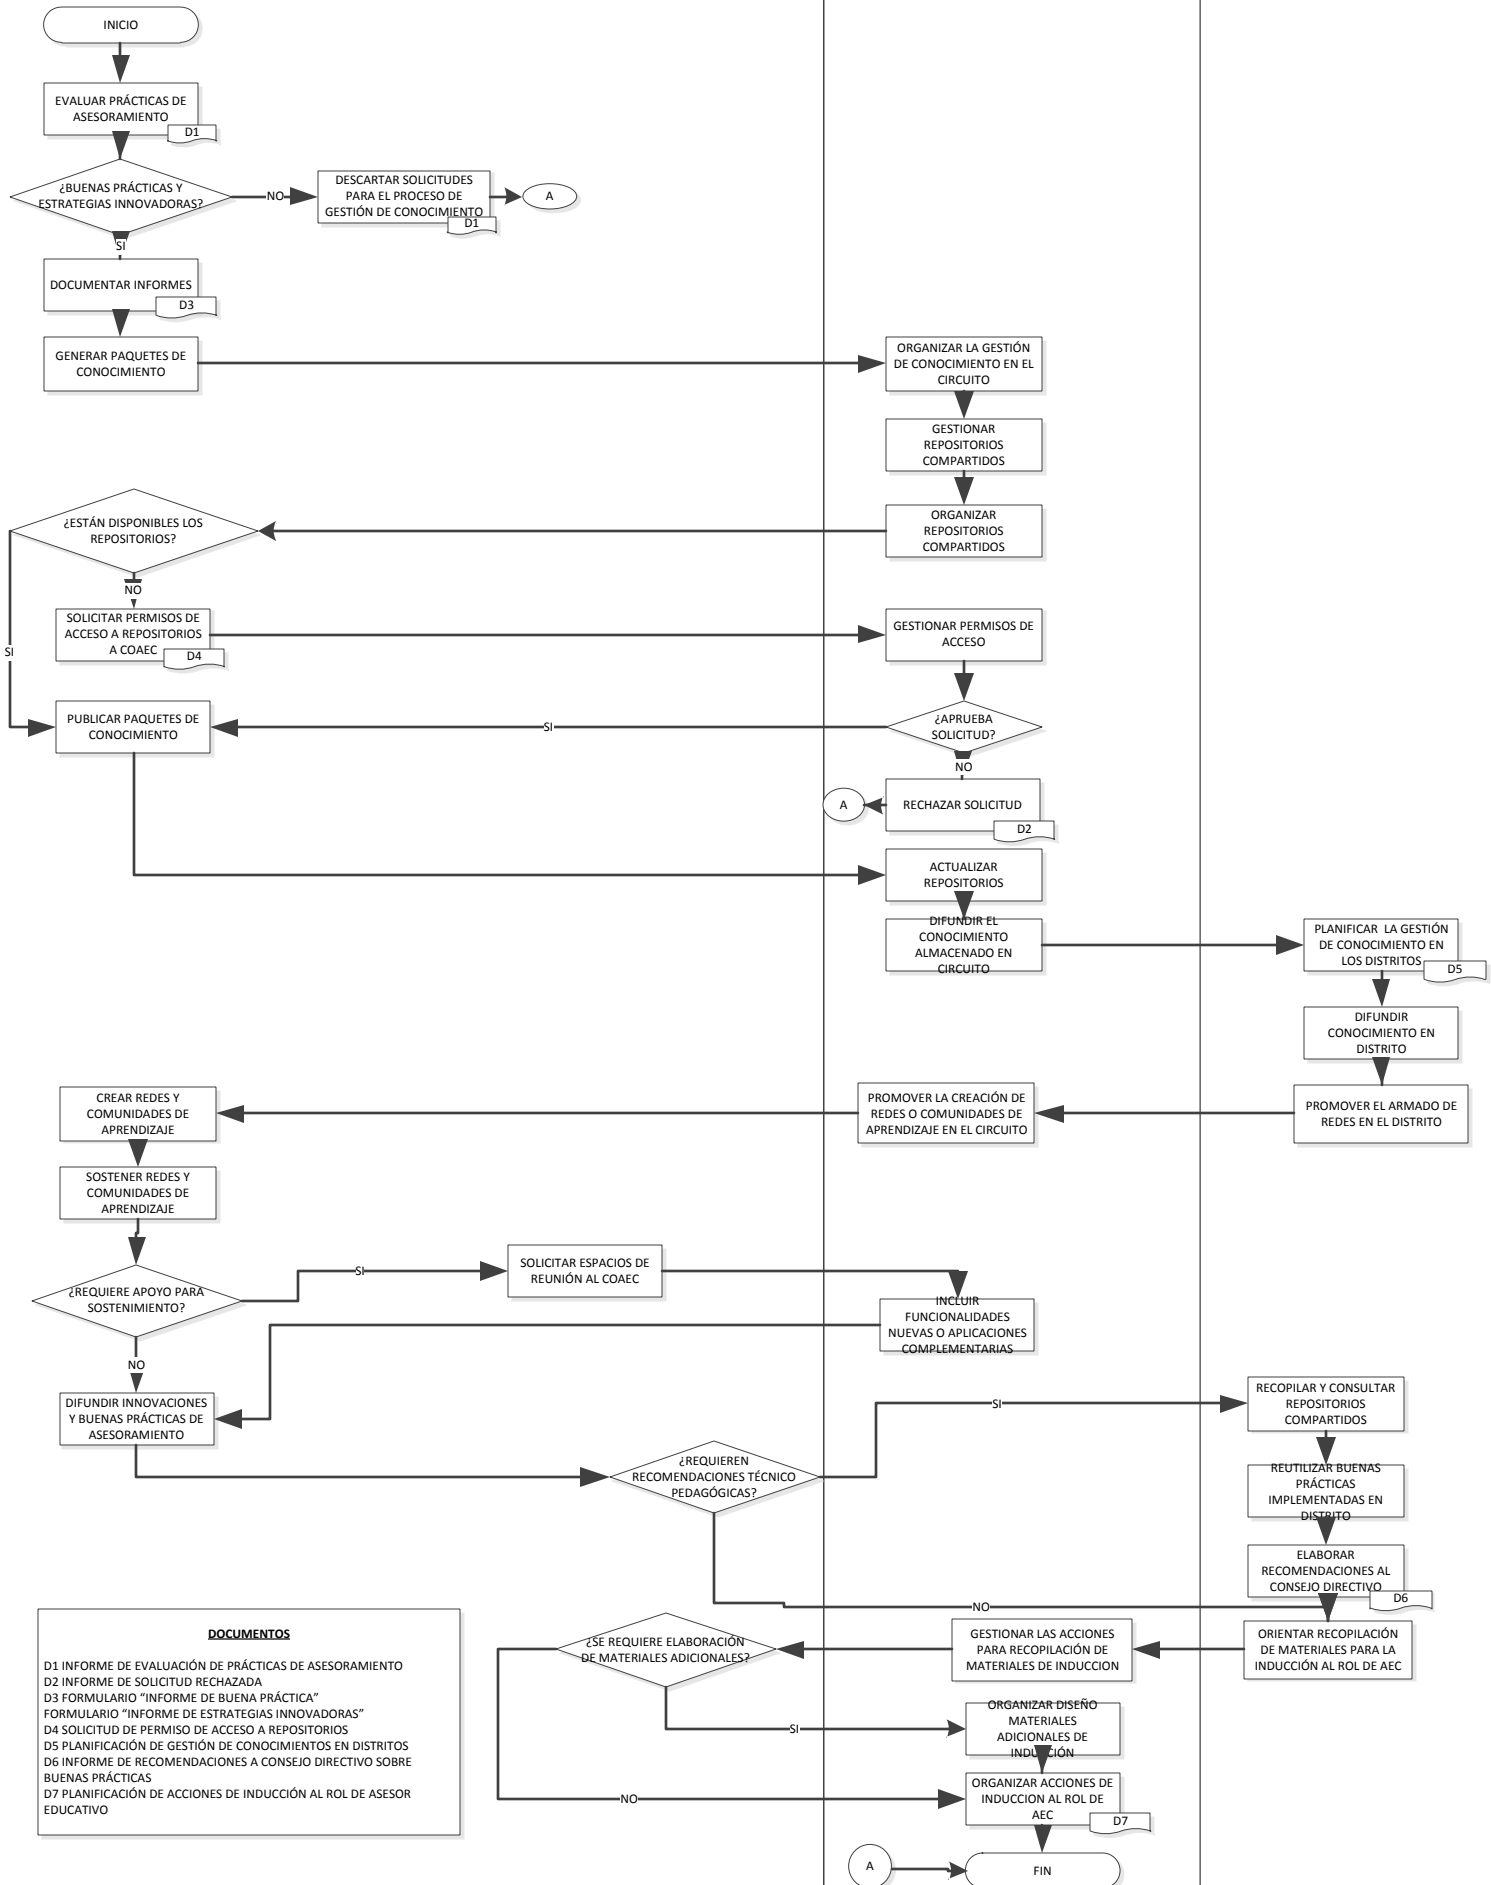 INICIO
EVALUAR PRÁCTICAS DE
ASESORAMIENTO
D1
¿BUENAS PRÁCTICAS Y
ESTRATEGIAS INNOVADORAS?
NO
DESCARTAR SOLICITUDES
PARA EL PROCESO DE
GESTIÓN DE CONOCIMIENTO
D1
A
SI
DOCUMENTAR INFORMES
D3
GENERAR PAQUETES DE
CONOCIMIENTO
ORGANIZAR LA GESTIÓN
DE CONOCIMIENTO EN EL
CIRCUITO
GESTIONAR
REPOSITORIOS
COMPARTIDOS
ORGANIZAR
REPOSITORIOS
COMPARTIDOS
¿ESTÁN DISPONIBLES LOS
REPOSITORIOS?
NO
SI
SOLICITAR PERMISOS DE
ACCESO A REPOSITORIOS
A COAEC
D4
GESTIONAR PERMISOS DE
ACCESO
PUBLICAR PAQUETES DE
CONOCIMIENTO
SI
¿APRUEBA
SOLICITUD?
NO
A
RECHAZAR SOLICITUD
D2
ACTUALIZAR
REPOSITORIOS
DIFUNDIR EL
CONOCIMIENTO
ALMACENADO EN
CIRCUITO
PLANIFICAR  LA GESTIÓN
DE CONOCIMIENTO EN
LOS DISTRITOS
D5
DIFUNDIR
CONOCIMIENTO EN
DISTRITO
PROMOVER EL ARMADO DE
REDES EN EL DISTRITO
PROMOVER LA CREACIÓN DE
REDES O COMUNIDADES DE
APRENDIZAJE EN EL CIRCUITO
CREAR REDES Y
COMUNIDADES DE
APRENDIZAJE
SOSTENER REDES Y
COMUNIDADES DE
APRENDIZAJE
¿REQUIERE APOYO PARA
SOSTENIMIENTO?
SI
SOLICITAR ESPACIOS DE
REUNIÓN AL COAEC
INCLUIR
FUNCIONALIDADES
NUEVAS O APLICACIONES
COMPLEMENTARIAS
NO
DIFUNDIR INNOVACIONES
Y BUENAS PRÁCTICAS DE
ASESORAMIENTO
¿REQUIEREN
RECOMENDACIONES TÉCNICO
PEDAGÓGICAS?
SI
RECOPILAR Y CONSULTAR
REPOSITORIOS
COMPARTIDOS
REUTILIZAR BUENAS
PRÁCTICAS
IMPLEMENTADAS EN
DISTRITO
ELABORAR
RECOMENDACIONES AL
CONSEJO DIRECTIVO
D6
NO
ORIENTAR RECOPILACIÓN
DE MATERIALES PARA LA
INDUCCIÓN AL ROL DE AEC
GESTIONAR LAS ACCIONES
PARA RECOPILACIÓN DE
MATERIALES DE INDUCCION
¿SE REQUIERE ELABORACIÓN
DE MATERIALES ADICIONALES?
SI
ORGANIZAR DISEÑO
MATERIALES
ADICIONALES DE
INDUCCIÓN
NO
ORGANIZAR ACCIONES DE
INDUCCION AL ROL DE
AEC
D7
A
FIN
DOCUMENTOS
D1 INFORME DE EVALUACIÓN DE PRÁCTICAS DE ASESORAMIENTO
D2 INFORME DE SOLICITUD RECHAZADA
D3 FORMULARIO “INFORME DE BUENA PRÁCTICA”
FORMULARIO “INFORME DE ESTRATEGIAS INNOVADORAS”
D4 SOLICITUD DE PERMISO DE ACCESO A REPOSITORIOS
D5 PLANIFICACIÓN DE GESTIÓN DE CONOCIMIENTOS EN DISTRITOS
D6 INFORME DE RECOMENDACIONES A CONSEJO DIRECTIVO SOBRE
BUENAS PRÁCTICAS
D7 PLANIFICACIÓN DE ACCIONES DE INDUCCIÓN AL ROL DE ASESOR
EDUCATIVO